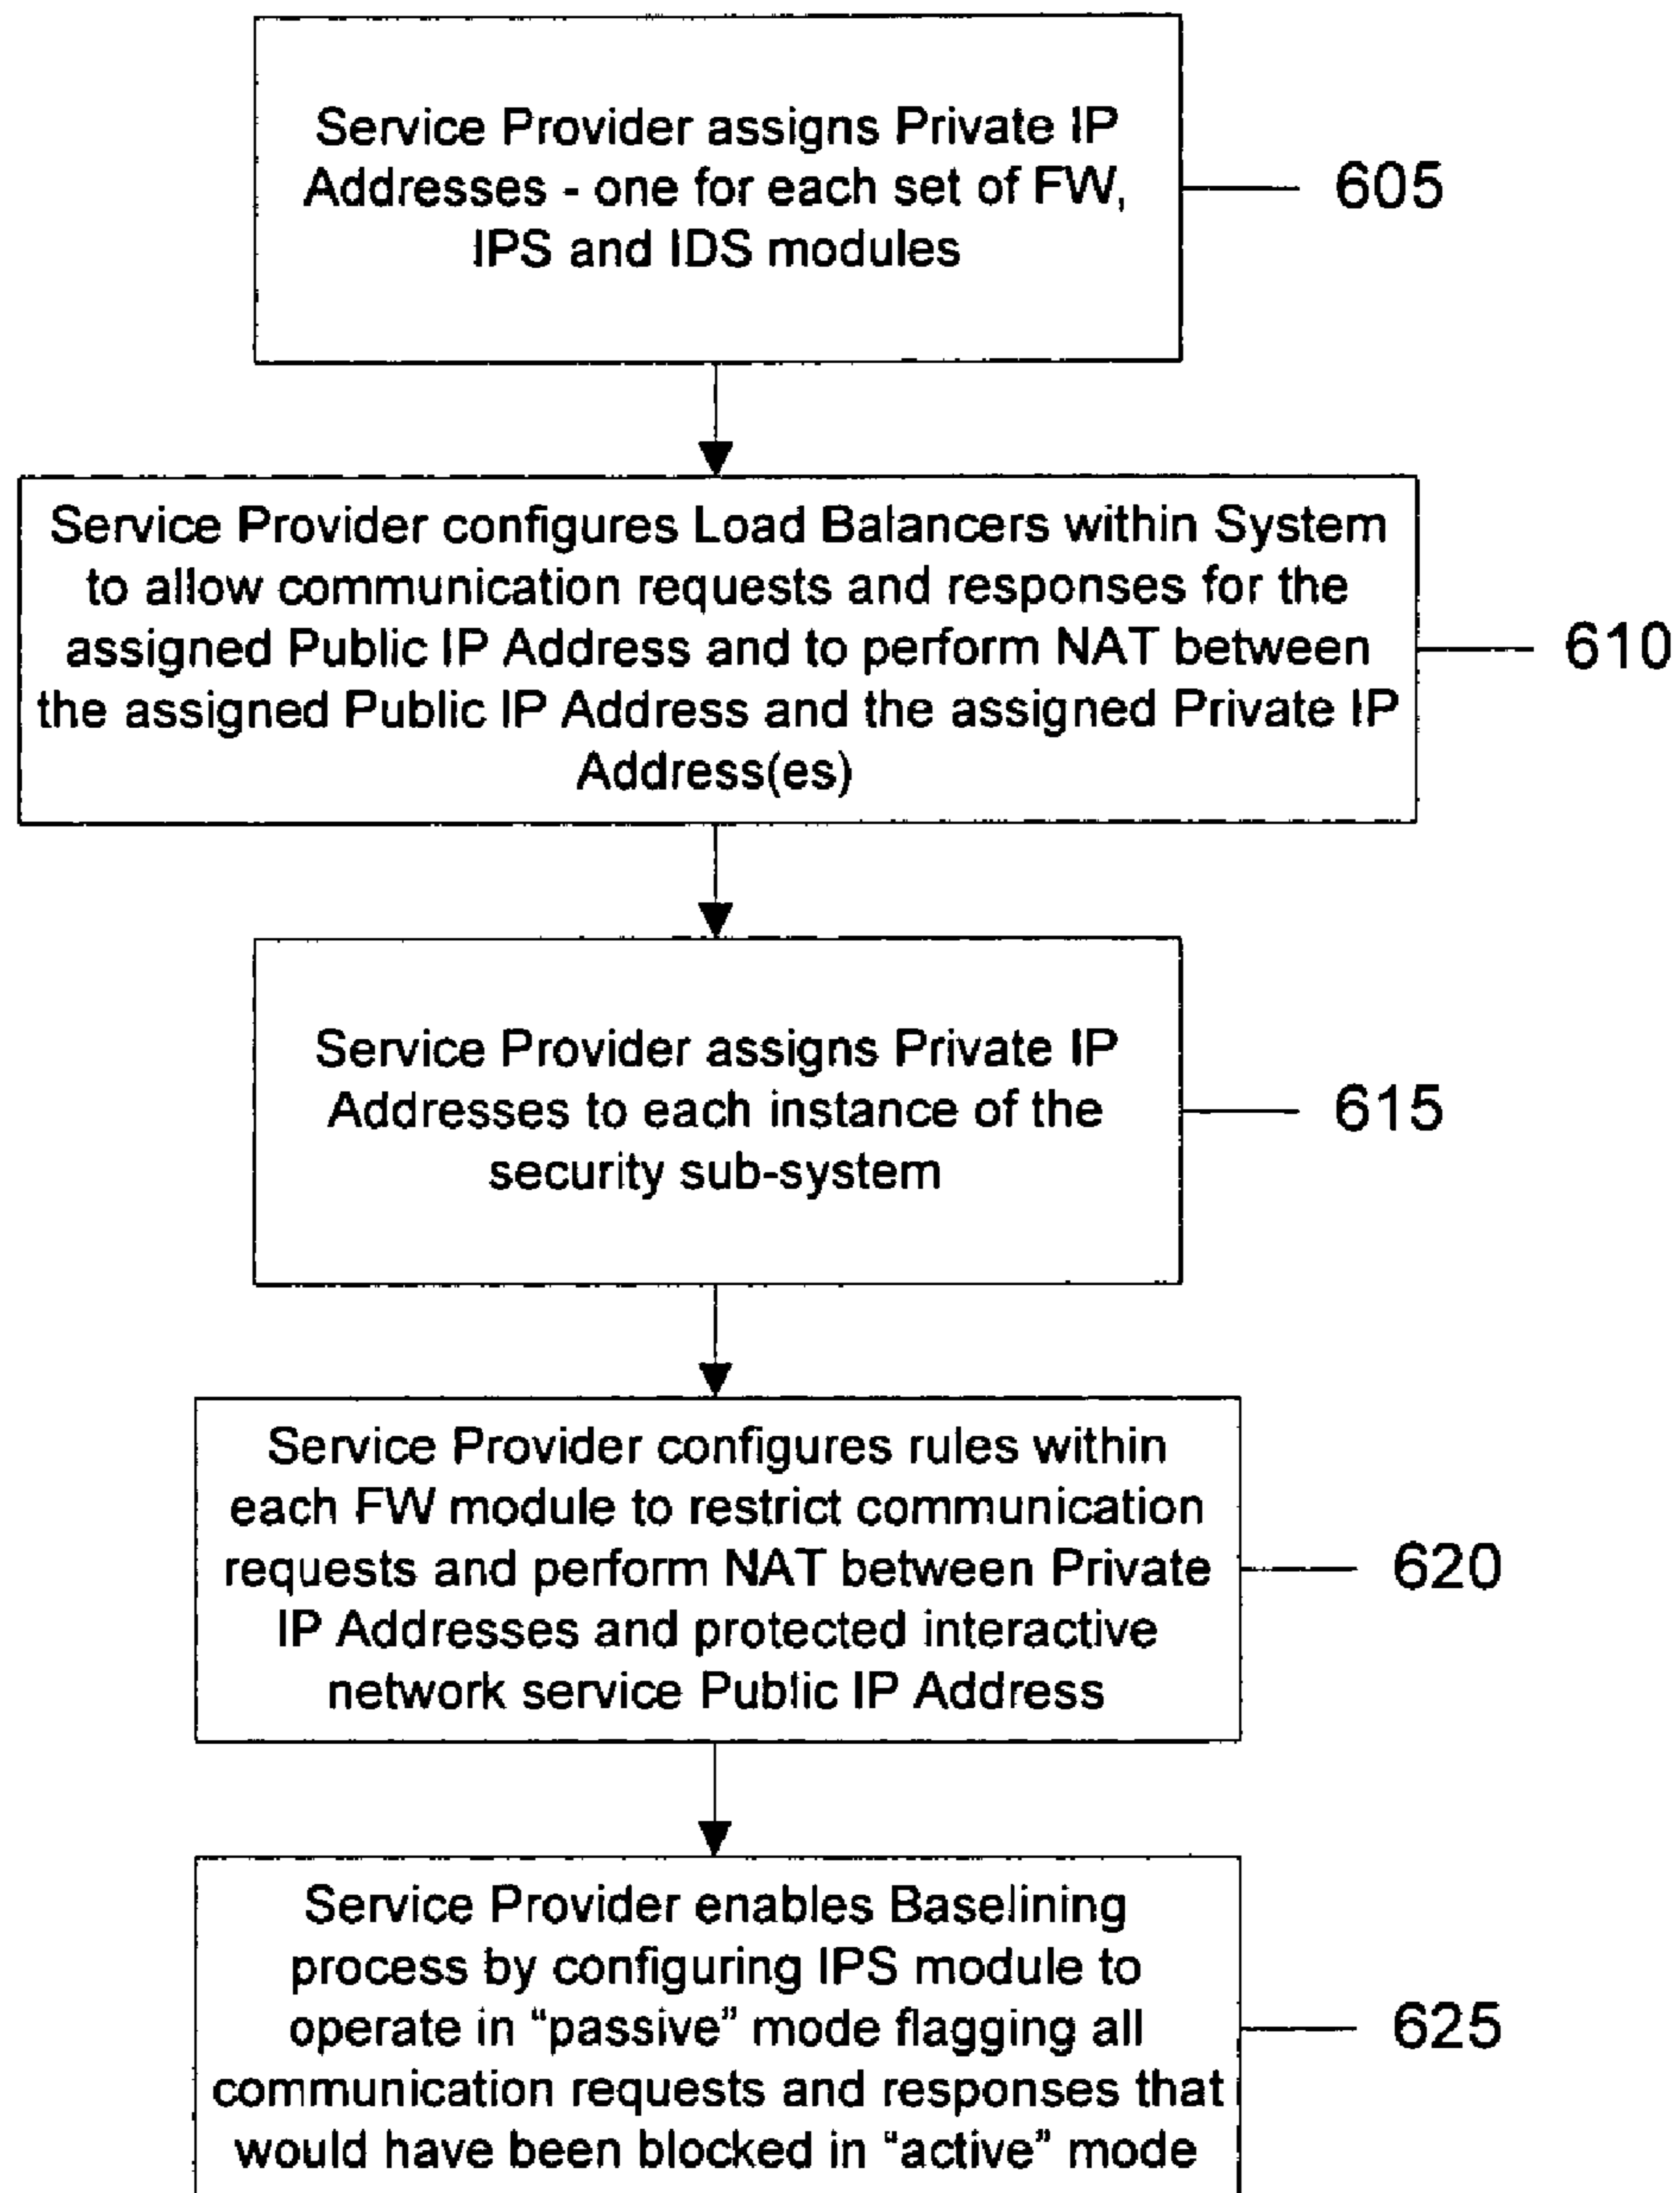 Service Provider assigns Private IP
Addresses - one for each set of FW,
IPS and IDS modules
605
Service Provider configures Load Balancers within System
to allow communication requests and responses for the
assigned Public IP Address and to perform NAT between
the assigned Public IP Address and the assigned Private IP
Address(es)
610
Service Provider assigns Private IP
Addresses to each instance of the
security sub-system
615
Service Provider configures rules within
each FW module to restrict communication
requests and perform NAT between Private
IP Addresses and protected interactive
network service Public IP Address
620
Service Provider enables Baselining
process by configuring IPS module to
operate in “passive” mode flagging all
communication requests and responses that
would have been blocked in “active” mode
625